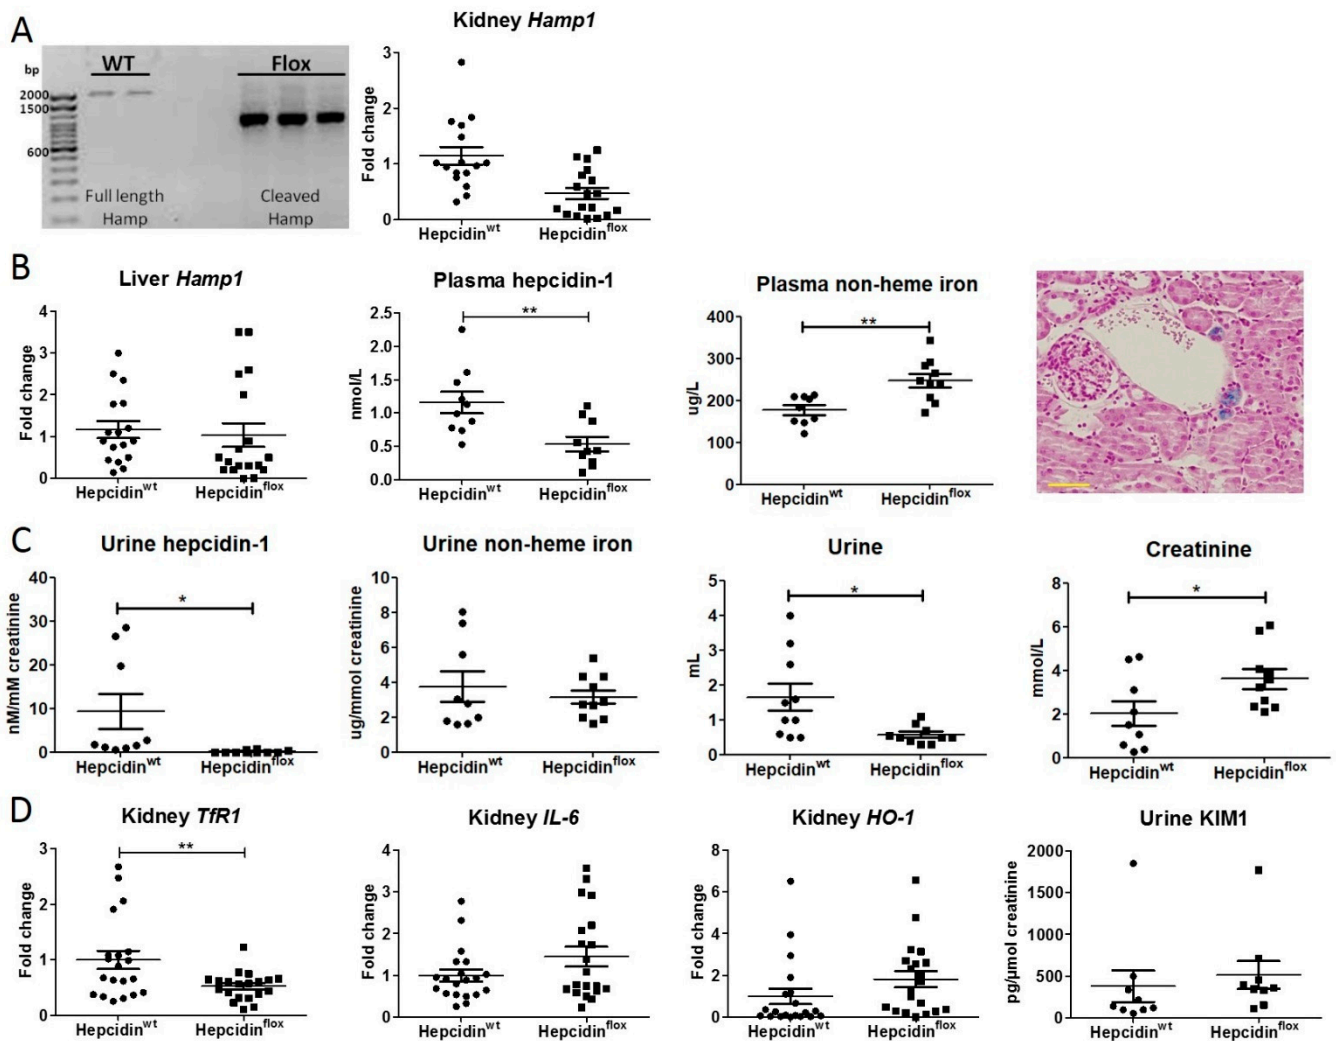 A
Kidney Hamp1
bp
WT
Flox
2000
1500
600
Full length
Hamp
Cleaved
Hamp
Fold change
3
2
1
0
Hepcidinwt
Hepcidinflox
B
Liver Hamp1
Fold change
4
3
2
1
0
Hepcidinwt
Hepcidinflox
Plasma hepcidin-1
nmol/L
2.5
2.0
1.5
1.0
0.5
0.0
**
Hepcidinwt
Hepcidinflox
Plasma non-heme iron
ug/L
400
300
200
100
0
**
Hepcidinwt
Hepcidinflox
C
Urine hepcidin-1
nM/mM creatinine
40
30
20
10
0
*
Hepcidinwt
Hepcidinflox
Urine non-heme iron
ug/mmol creatinine
10
8
6
4
2
0
Hepcidinwt
Hepcidinflox
Urine
mL
5
4
3
2
1
0
*
Hepcidinwt
Hepcidinflox
Creatinine
mmol/L
8
6
4
2
0
*
Hepcidinwt
Hepcidinflox
D
Kidney TfR1
Fold change
3
2
1
0
**
Hepcidinwt
Hepcidinflox
Kidney IL-6
Fold change
4
3
2
1
0
Hepcidinwt
Hepcidinflox
Kidney HO-1
Fold change
8
6
4
2
0
Hepcidinwt
Hepcidinflox
Urine KIM1
pg/µmol creatinine
2000
1500
1000
500
0
Hepcidinwt
Hepcidinflox